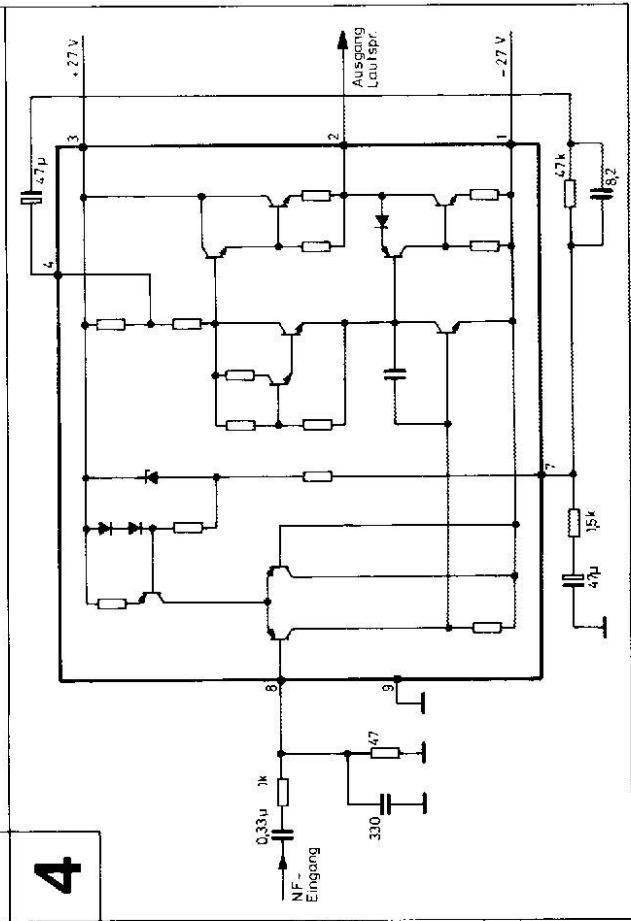 4
+27 V
3
47µ
4
Ausgang
Lautspr.
2
-27 V
1
47k
8,2
7
1,5k
47µ
8
9
NF-
Eingang
0,33µ
1k
330
47